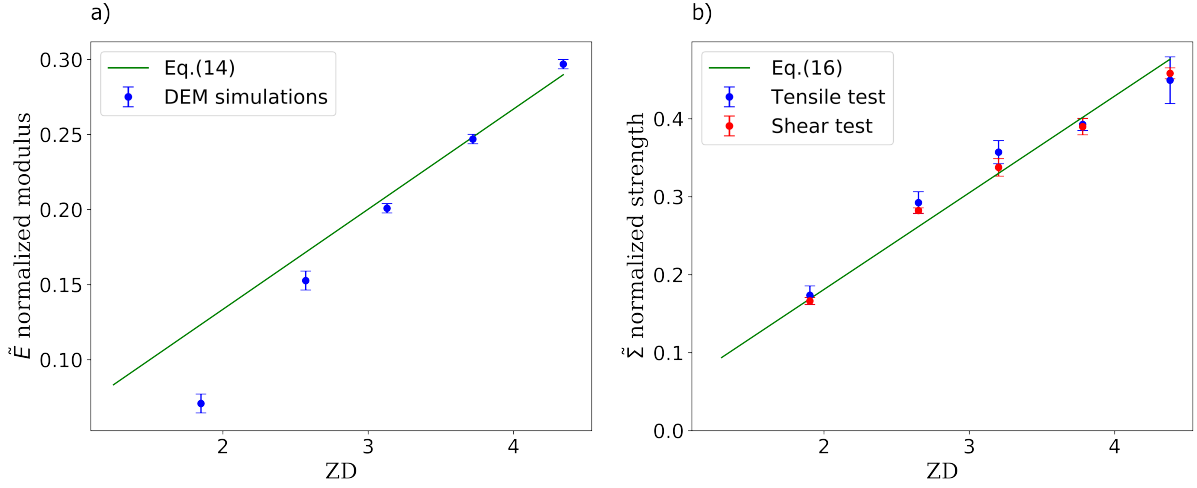 a)
Eq.(14)
DEM simulations
Ẽ normalized modulus
0.30
0.25
0.20
0.15
0.10
2
3
4
ZD
b)
Eq.(16)
Tensile test
Shear test
Σ̃ normalized strength
0.4
0.3
0.2
0.1
0.0
2
3
4
ZD